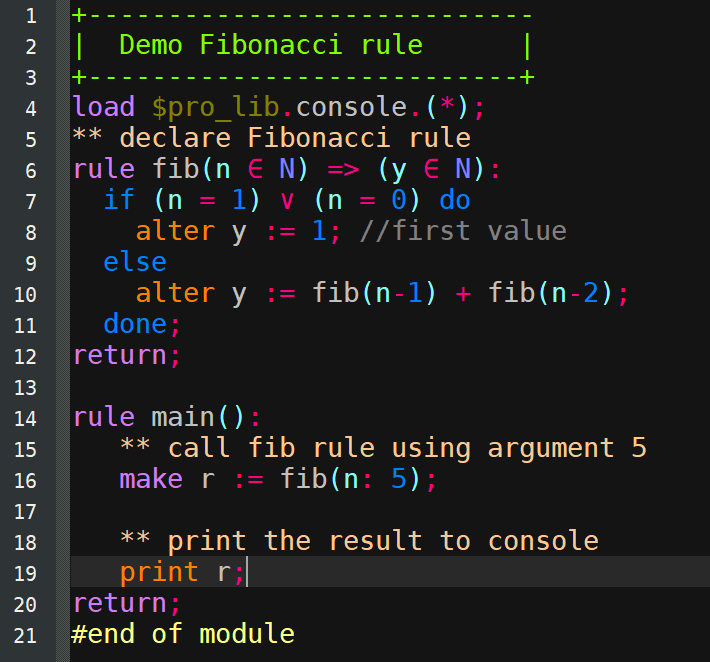 1 +----------------------------
2 |  Demo Fibonacci rule      |
3 +---------------------------+
4 load $pro_lib.console.(*);
5 ** declare Fibonacci rule
6 rule fib(n ∈ N) => (y ∈ N):
7   if (n = 1) ∨ (n = 0) do
8     alter y := 1; //first value
9   else
10     alter y := fib(n-1) + fib(n-2);
11   done;
12 return;
13
14 rule main():
15    ** call fib rule using argument 5
16    make r := fib(n: 5);
17
18    ** print the result to console
19    print r;
20 return;
21 #end of module